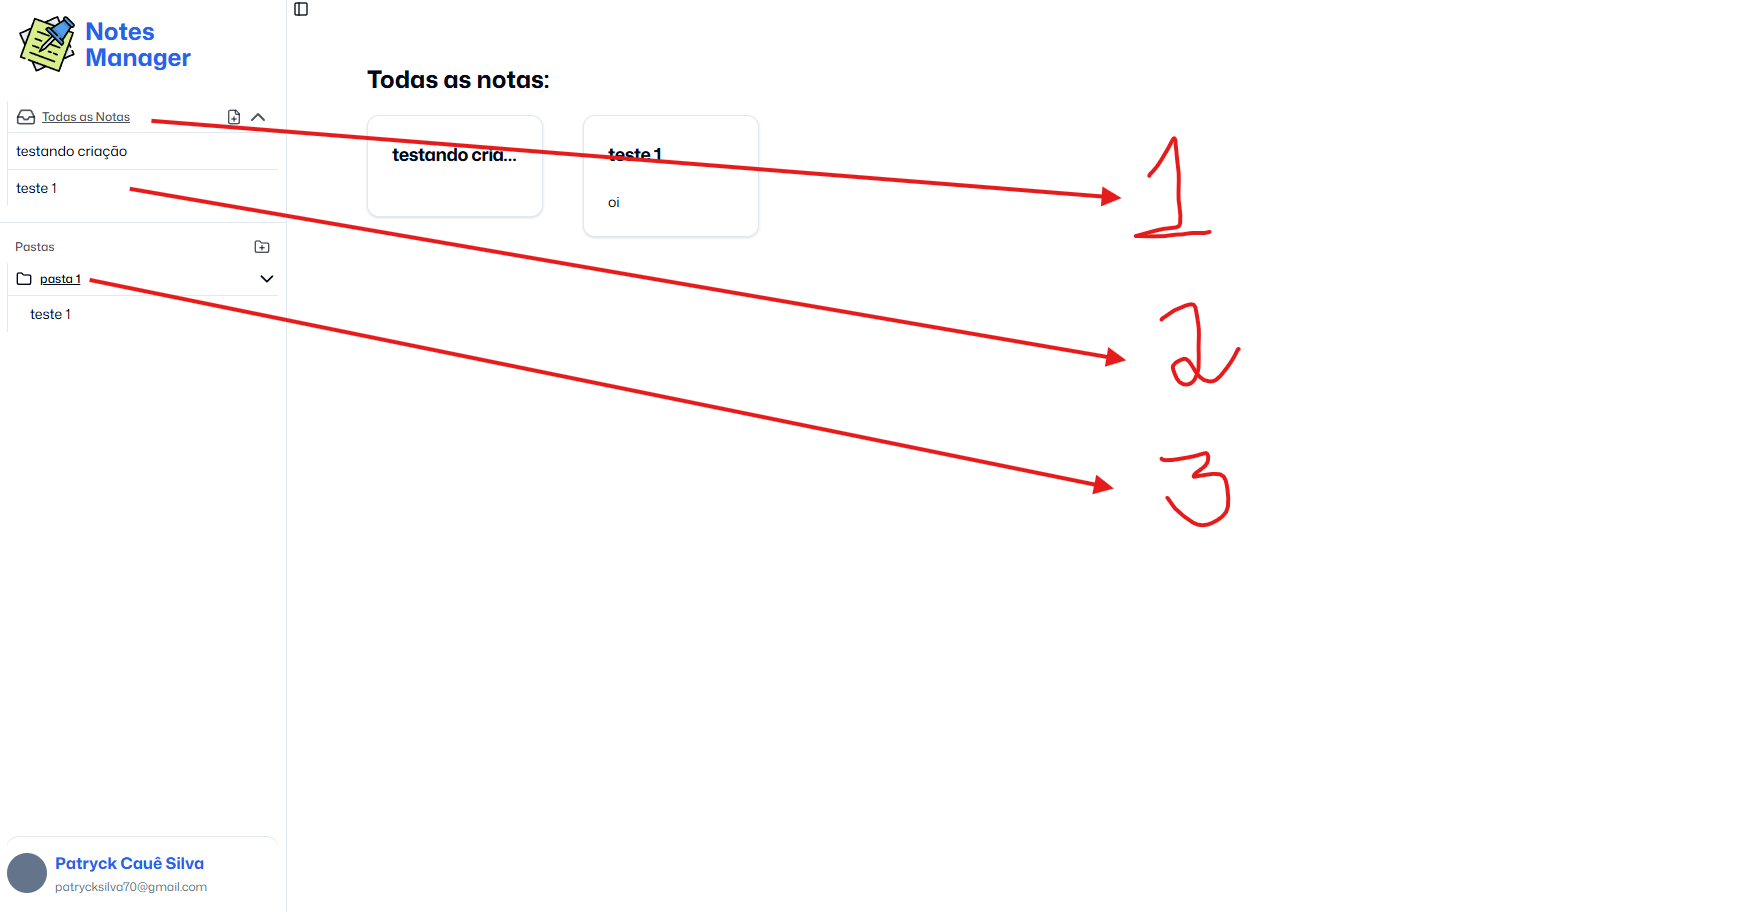 Notes
Manager
Todas as Notas
testando criação
teste 1
Pastas
pasta 1
teste 1
Patryck Cauê Silva
patrycksilva70@gmail.com
Todas as notas:
testando cria...
teste 1
oi
1
2
3